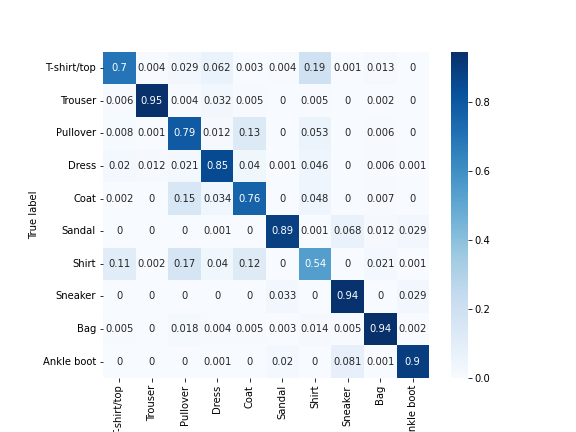 T-shirt/top 0.7 0.004 0.029 0.062 0.003 0.004 0.19 0.001 0.013 0
Trouser 0.006 0.95 0.004 0.032 0.005 0 0.005 0 0.002 0
Pullover 0.008 0.001 0.79 0.012 0.13 0 0.053 0 0.006 0
Dress 0.02 0.012 0.021 0.85 0.04 0.001 0.046 0 0.006 0.001
Coat 0.002 0 0.15 0.034 0.76 0 0.048 0 0.007 0
Sandal 0 0 0 0.001 0 0.89 0.001 0.068 0.012 0.029
Shirt 0.11 0.002 0.17 0.04 0.12 0 0.54 0 0.021 0.001
Sneaker 0 0 0 0 0 0.033 0 0.94 0 0.029
Bag 0.005 0 0.018 0.004 0.005 0.003 0.014 0.005 0.94 0.002
Ankle boot 0 0 0 0.001 0 0.02 0 0.081 0.001 0.9
True label
-shirt/top
Trouser
Pullover
Dress
Coat
Sandal
Shirt
Sneaker
Bag
nkle boot
0.8
0.6
0.4
0.2
0.0